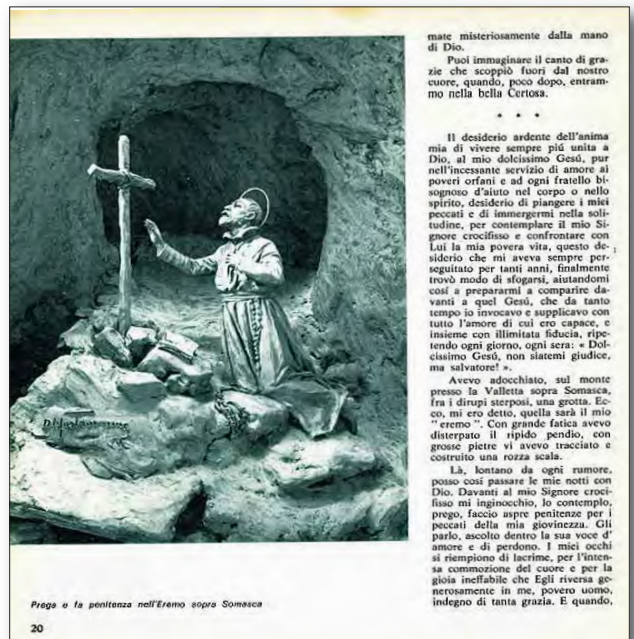 mate misteriosamente dalla mano
di Dio.
Puoi immaginare il canto di gra-
zie che scoppiò fuori dal nostro
cuore, quando, poco dopo, entram-
mo nella bella Certosa.
* * *
Il desiderio ardente dell'anima
mia di vivere sempre piú unita a
Dio, al mio dolcissimo Gesú, pur
nell'incessante servizio di amore ai
poveri orfani e ad ogni fratello bi-
sognoso d'aiuto nel corpo o nello
spirito, desiderio di piangere i miei
peccati e di immergermi nella soli-
tudine, per contemplare il mio Si-
gnore crocifisso e confrontare con
Lui la mia povera vita, questo de-
siderio che mi aveva sempre per-
seguitato per tanti anni, finalmente
trovò modo di sfogarsi, aiutandomi
cosí a prepararmi a comparire da-
vanti a quel Gesú, che da tanto
tempo io invocavo e supplicavo con
tutto l'amore di cui ero capace, e
insieme con illimitata fiducia, ripe-
tendo ogni giorno, ogni sera: « Dol-
cissimo Gesú, non siatemi giudice,
ma salvatore! ».
Avevo adocchiato, sul monte
presso la Valletta sopra Somasca,
fra i dirupi sterposi, una grotta. Ec-
co, mi ero detto, quella sarà il mio
" eremo ". Con grande fatica avevo
disterpato il ripido pendio, con
grosse pietre vi avevo tracciato e
costruito una rozza scala.
Là, lontano da ogni rumore,
posso cosí passare le mie notti con
Dio. Davanti al mio Signore croci-
fisso mi inginocchio, lo contemplo,
prego, faccio aspre penitenze per i
peccati della mia giovinezza. Gli
parlo, ascolto dentro la sua voce d'
amore e di perdono. I miei occhi
si riempiono di lacrime, per l'inten-
sa commozione del cuore e per la
gioia ineffabile che Egli riversa ge-
nerosamente in me, povero uomo,
indegno di tanta grazia. E quando,
Prega e fa penitenza nell'Eremo sopra Somasca
20